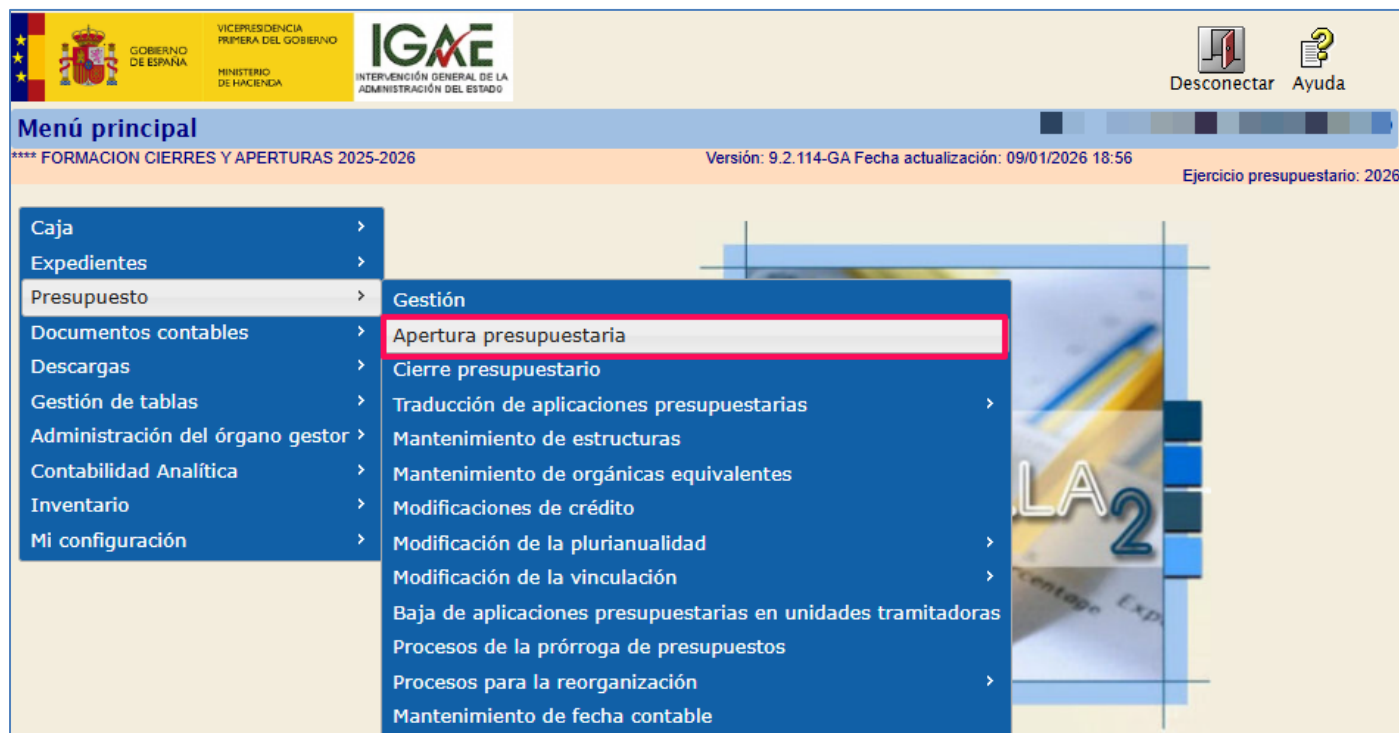 GOBIERNO
DE ESPAÑA
VICEPRESIDENCIA
PRIMERA DEL GOBIERNO
MINISTERIO
DE HACIENDA
IGAE
INTERVENCIÓN GENERAL DE LA
ADMINISTRACIÓN DEL ESTADO
Desconectar Ayuda
Menú principal
**** FORMACION CIERRES Y APERTURAS 2025-2026 Versión: 9.2.114-GA Fecha actualización: 09/01/2026 18:56
Ejercicio presupuestario: 2026
Caja
Expedientes
Presupuesto
Documentos contables
Descargas
Gestión de tablas
Administración del órgano gestor
Contabilidad Analítica
Inventario
Mi configuración
Gestión
Apertura presupuestaria
Cierre presupuestario
Traducción de aplicaciones presupuestarias
Mantenimiento de estructuras
Mantenimiento de orgánicas equivalentes
Modificaciones de crédito
Modificación de la plurianualidad
Modificación de la vinculación
Baja de aplicaciones presupuestarias en unidades tramitadoras
Procesos de la prórroga de presupuestos
Procesos para la reorganización
Mantenimiento de fecha contable
LLA2